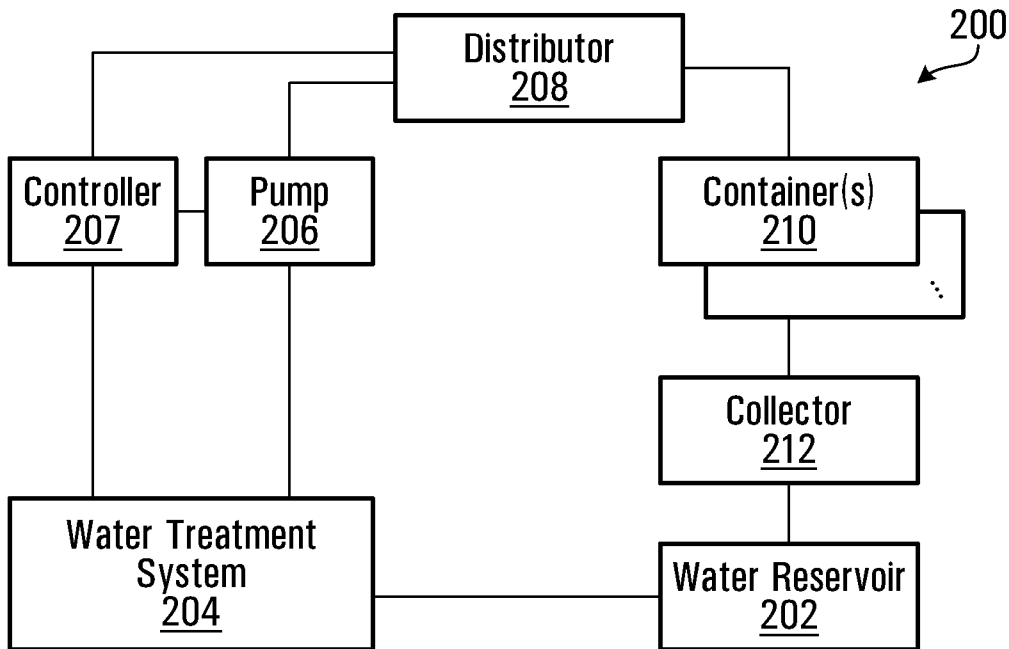 200
Distributor
208
Controller
207
Pump
206
Container(s)
210
Collector
212
Water Treatment
System
204
Water Reservoir
202